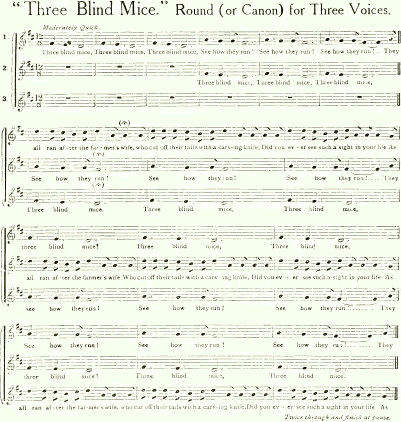 "Three Blind Mice." Round (or Canon) for Three Voices.
Moderately Quick.
1.
Three blind mice, Three blind mice, Three blind mice, See how they run! See how they run! See how they run!... They
2.
Three blind mice, Three blind mice, Three blind mice,
3.
all ran af-ter the far-mer's wife, who cut off their tails with a carv-ing knife, Did you ev-er see such a sight in your life As
See how they run! See how they run! See how they run!.... They
Three blind mice, Three blind mice, Three blind mice,
three blind mice? Three blind mice, Three blind mice,
all ran af-ter the farmer's wife, Who cut off their tails with a carv-ing knife, Did you ev-er see such a sight in your life As
see how they run! See how they run! See how they run!........ They
See how they run! See how they run! See how they run!....... They
three blind mice! Three blind mice, Three blind mice,
all ran af-ter the far-mer's wife, who cut off their tails with a carv-ing knife, Did you ev-er see such a sight in your life As
Twice through and finish at pause.